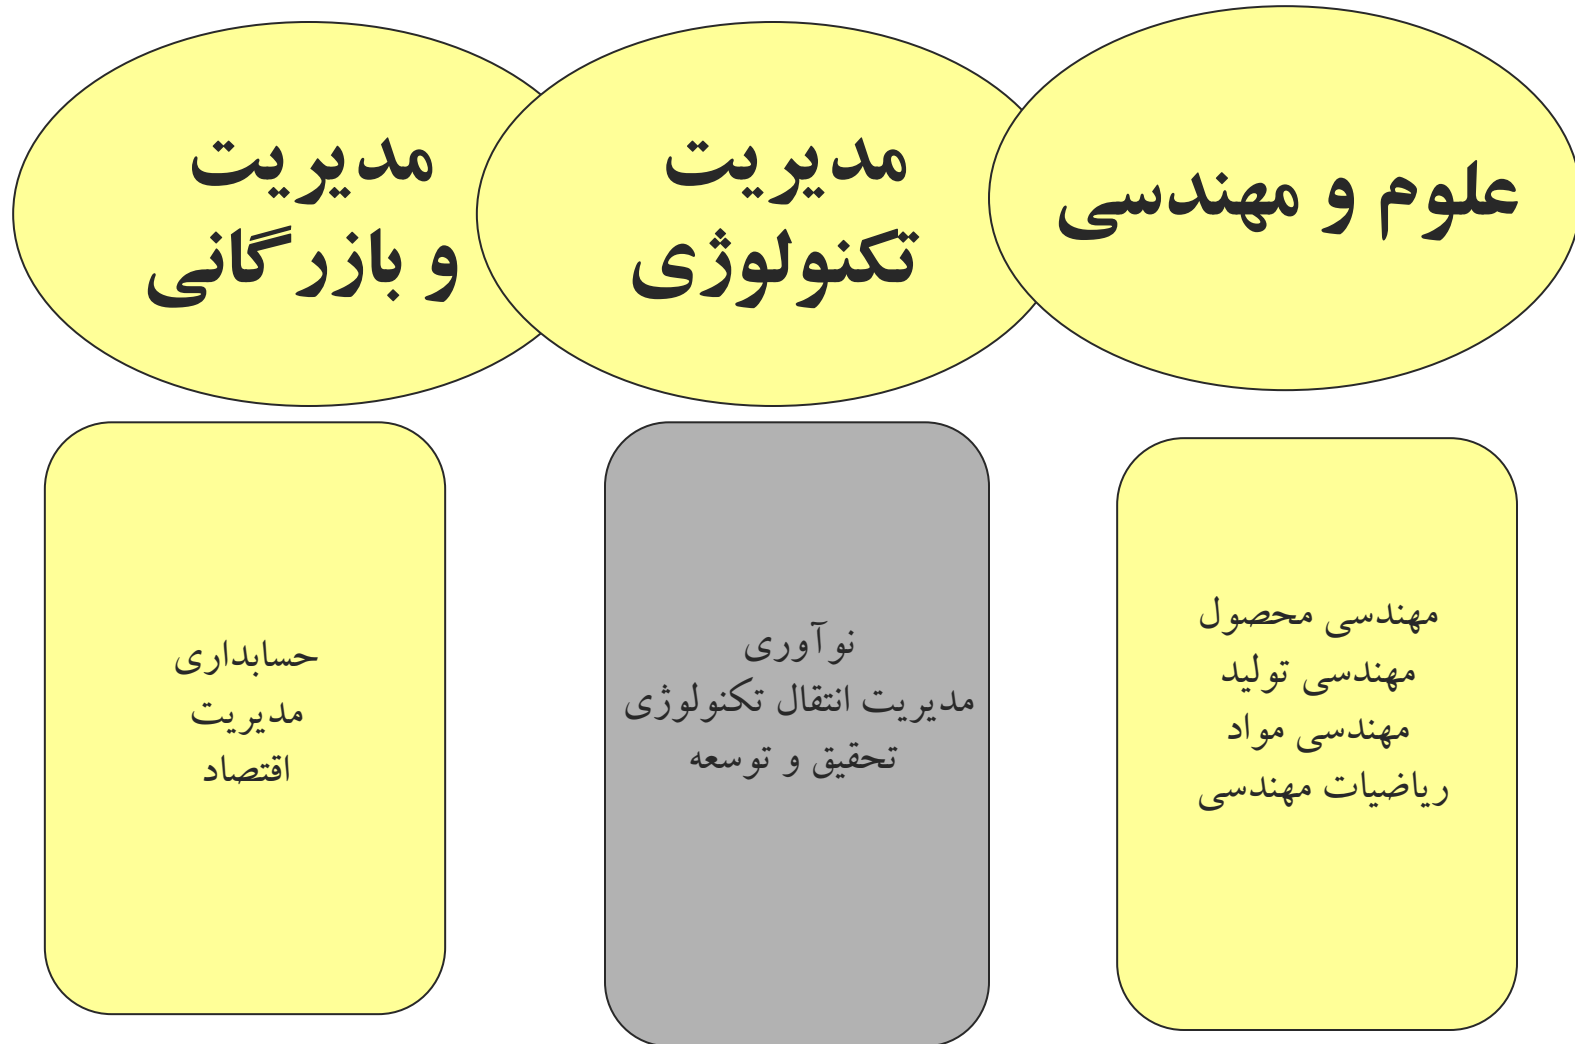 علوم و مهندسی
مدیریت
تکنولوژی
مدیریت
و بازرگانی
مهندسی محصول
مهندسی تولید
مهندسی مواد
ریاضیات مهندسی
نوآوری
مدیریت انتقال تکنولوژی
تحقیق و توسعه
حسابداری
مدیریت
اقتصاد